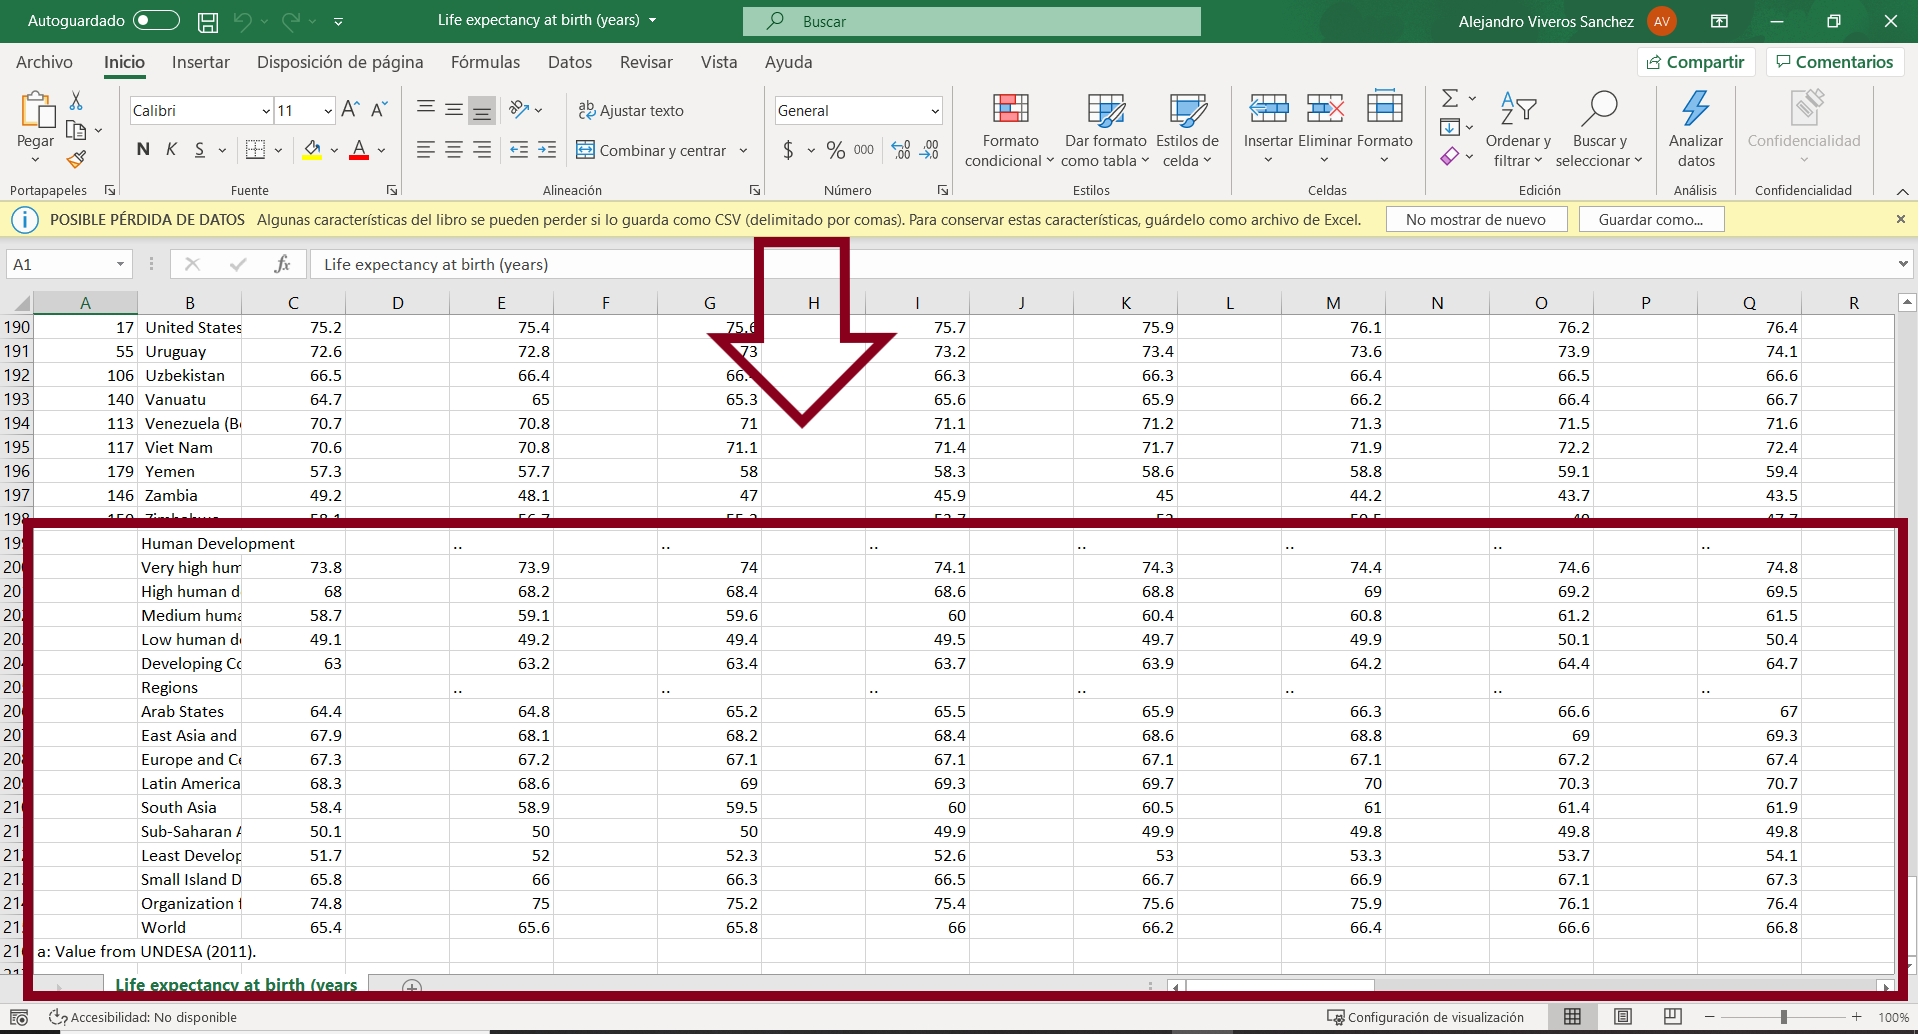 Autoguardado Life expectancy at birth (years) Buscar Alejandro Viveros Sanchez AV
Archivo Inicio Insertar Disposición de página Fórmulas Datos Revisar Vista Ayuda Compartir Comentarios
Pegar
Calibri 11
Ajustar texto
General
Formato condicional
Dar formato como tabla
Estilos de celda
Insertar Eliminar Formato
Ordenar y filtrar
Buscar y seleccionar
Analizar datos
Confidencialidad
N K S Combinar y centrar $ % 000
Portapapeles Fuente Alineación Número Estilos Celdas Edición Análisis Confidencialidad
POSIBLE PÉRDIDA DE DATOS Algunas características del libro se pueden perder si lo guarda como CSV (delimitado por comas). Para conservar estas características, guárdelo como archivo de Excel. No mostrar de nuevo Guardar como...
A1 fx Life expectancy at birth (years)
A B C D E F G H I J K L M N O P Q R
190 17 United States 75.2 75.4 75.6 75.7 75.9 76.1 76.2 76.4
191 55 Uruguay 72.6 72.8 73 73.2 73.4 73.6 73.9 74.1
192 106 Uzbekistan 66.5 66.4 66. 66.3 66.3 66.4 66.5 66.6
193 140 Vanuatu 64.7 65 65.3 65.6 65.9 66.2 66.4 66.7
194 113 Venezuela (B 70.7 70.8 71 71.1 71.2 71.3 71.5 71.6
195 117 Viet Nam 70.6 70.8 71.1 71.4 71.7 71.9 72.2 72.4
196 179 Yemen 57.3 57.7 58 58.3 58.6 58.8 59.1 59.4
197 146 Zambia 49.2 48.1 47 45.9 45 44.2 43.7 43.5
198
199 Human Development .. .. .. .. .. .. ..
200 Very high hum 73.8 73.9 74 74.1 74.3 74.4 74.6 74.8
201 High human d 68 68.2 68.4 68.6 68.8 69 69.2 69.5
202 Medium huma 58.7 59.1 59.6 60 60.4 60.8 61.2 61.5
203 Low human d 49.1 49.2 49.4 49.5 49.7 49.9 50.1 50.4
204 Developing Co 63 63.2 63.4 63.7 63.9 64.2 64.4 64.7
205 Regions .. .. .. .. .. .. ..
206 Arab States 64.4 64.8 65.2 65.5 65.9 66.3 66.6 67
207 East Asia and 67.9 68.1 68.2 68.4 68.6 68.8 69 69.3
208 Europe and Ce 67.3 67.2 67.1 67.1 67.1 67.1 67.2 67.4
209 Latin America 68.3 68.6 69 69.3 69.7 70 70.3 70.7
210 South Asia 58.4 58.9 59.5 60 60.5 61 61.4 61.9
211 Sub-Saharan A 50.1 50 50 49.9 49.9 49.8 49.8 49.8
212 Least Develop 51.7 52 52.3 52.6 53 53.3 53.7 54.1
213 Small Island D 65.8 66 66.3 66.5 66.7 66.9 67.1 67.3
214 Organization f 74.8 75 75.2 75.4 75.6 75.9 76.1 76.4
215 World 65.4 65.6 65.8 66 66.2 66.4 66.6 66.8
216 a: Value from UNDESA (2011).
Life expectancy at birth (years
Accesibilidad: No disponible Configuración de visualización 100%